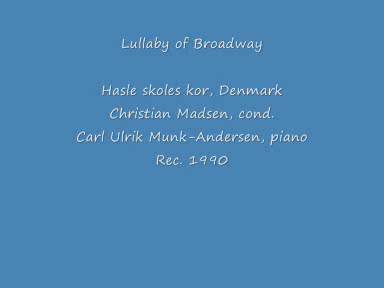 Lullaby of Broadway
Hasle skoles kor, Denmark
Christian Madsen, cond.
Carl Ulrik Munk-Andersen, piano
Rec. 1990